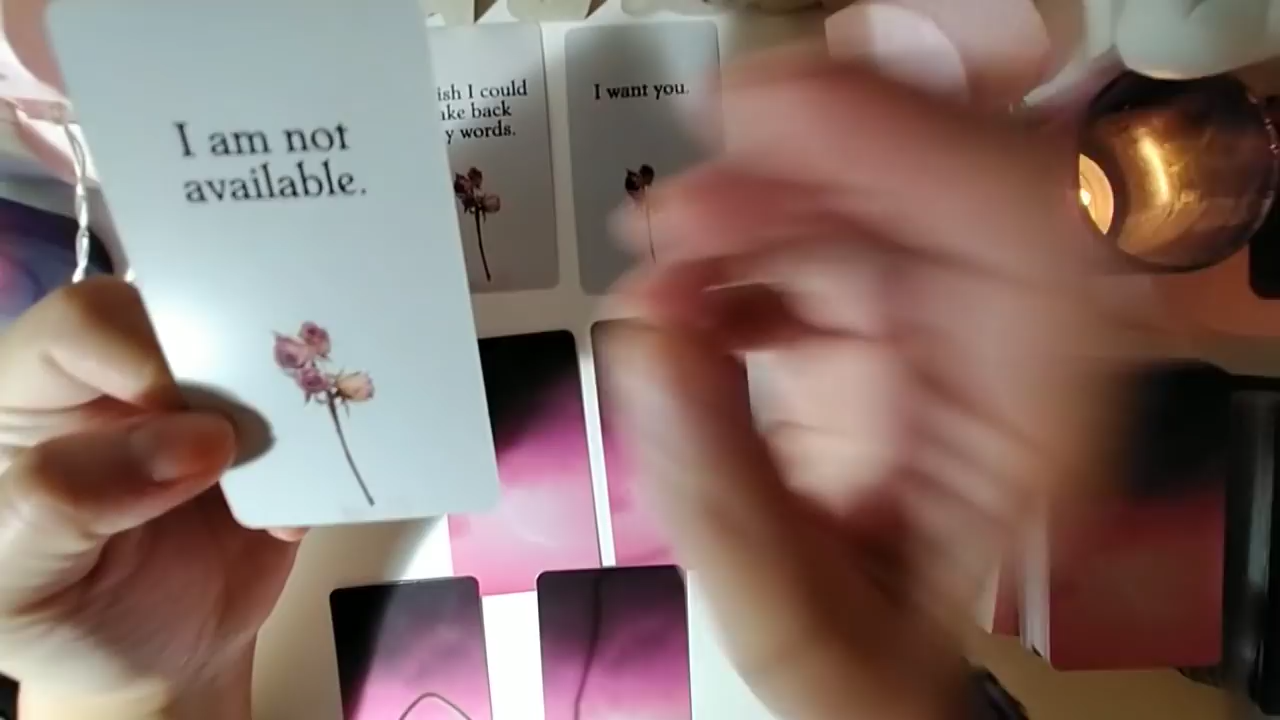 I am not
available.
ish I could
ake back
y words.
I want you.